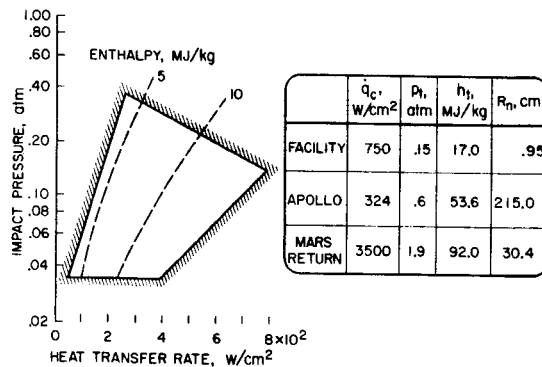 1.00
.80
.60
.40
.20
.10
.08
.06
.04
.02
IMPACT PRESSURE, atm
ENTHALPY, MJ/kg
5
10
0 2 4 6 8×10²
HEAT TRANSFER RATE, W/cm²
q̇c, W/cm² pt, atm ht, MJ/kg Rn, cm
FACILITY 750 .15 17.0 .95
APOLLO 324 .6 53.6 215.0
MARS RETURN 3500 1.9 92.0 30.4